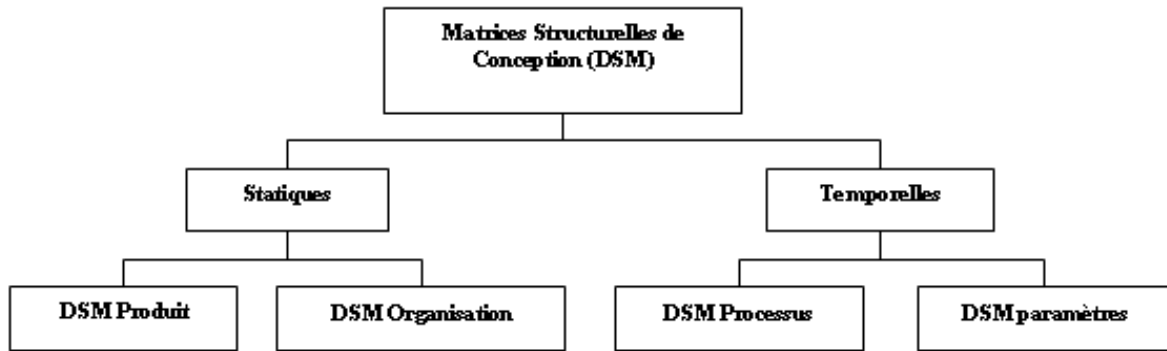 Matrices Structurelles de
Conception (DSM)
Statiques
Temporelles
DSM Produit
DSM Organisation
DSM Processus
DSM paramètres